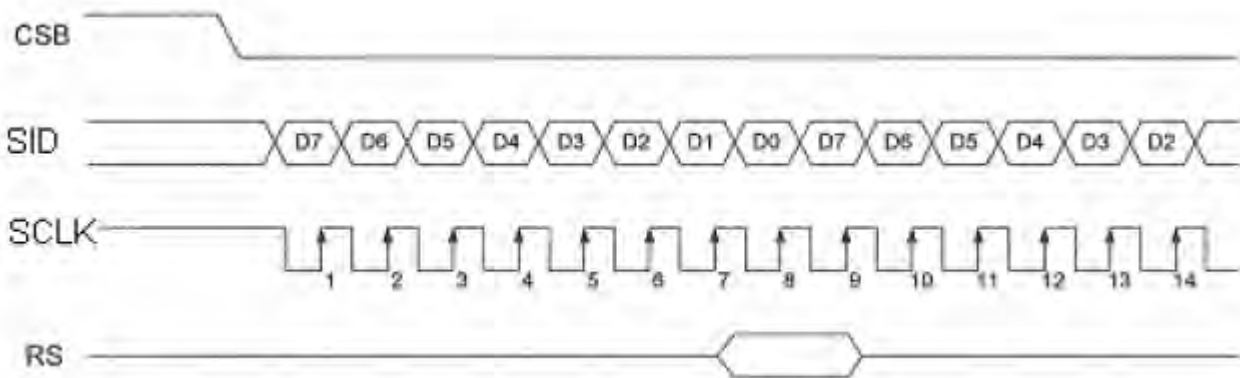 CSB
SID D7 D6 D5 D4 D3 D2 D1 D0 D7 D6 D5 D4 D3 D2
SCLK
1 2 3 4 5 6 7 8 9 10 11 12 13 14
RS